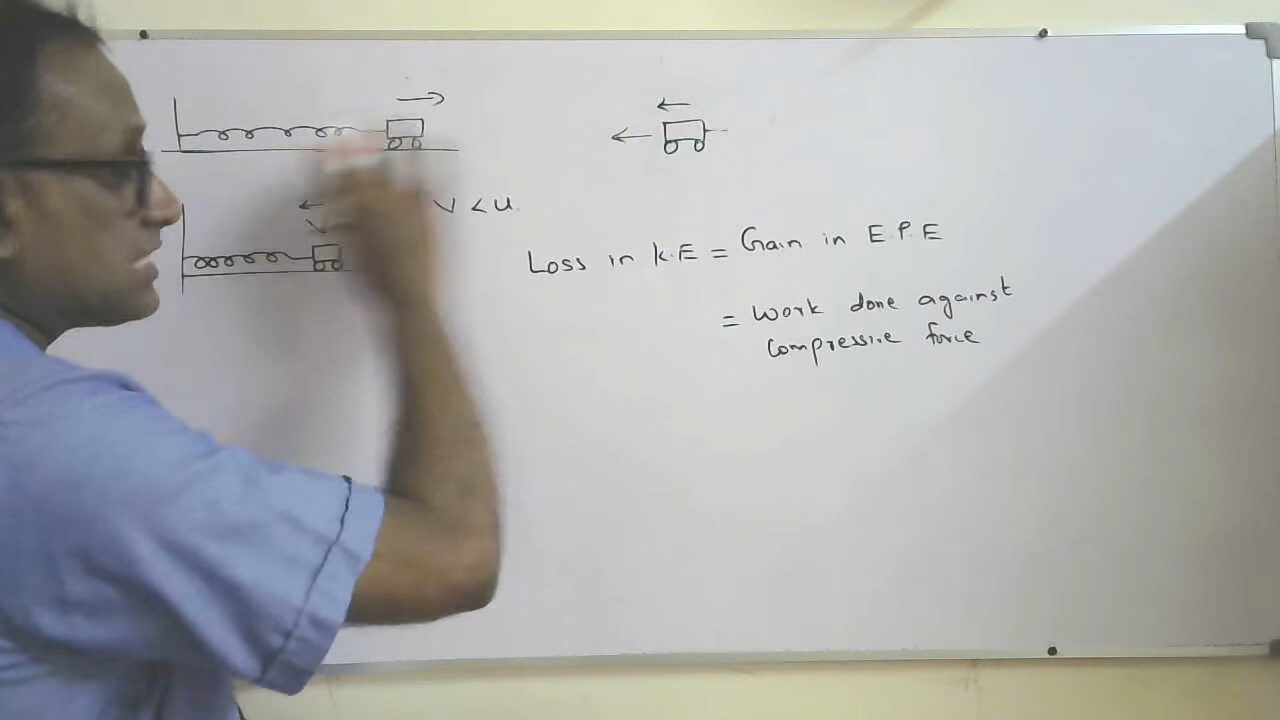 V
V < u
Loss in K.E = Gain in E.P.E
= Work done against
compressive force